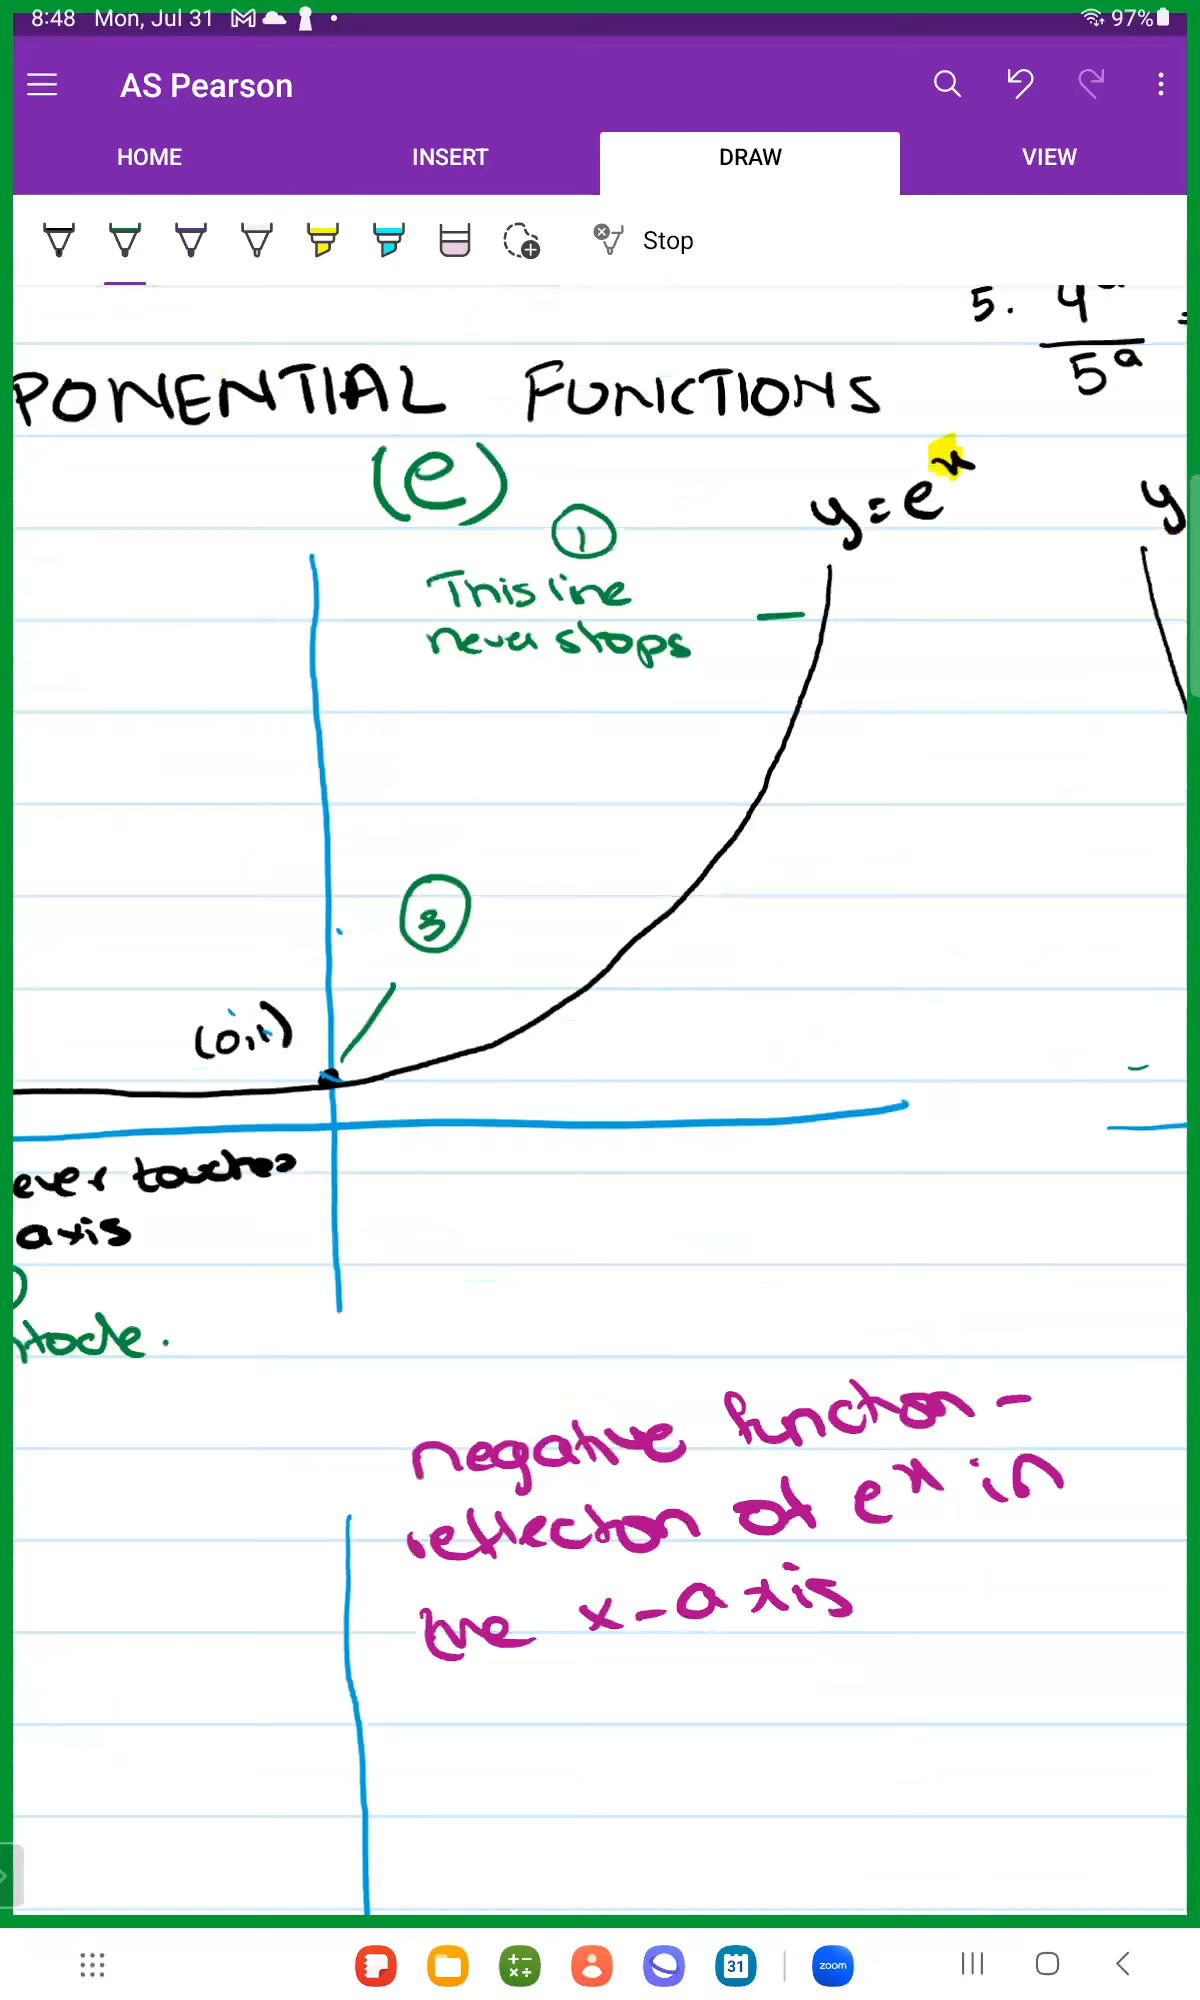 8:48 Mon, Jul 31 97%
AS Pearson
HOME INSERT DRAW VIEW
Stop
5. 4ᵃ =
5ᵃ
PONENTIAL FUNCTIONS
(e)
1
This line
never stops
y=eˣ
y
3
(0,1)
ever touches
axis
negative function -
reflection of eˣ in
the x-axis
31
zoom